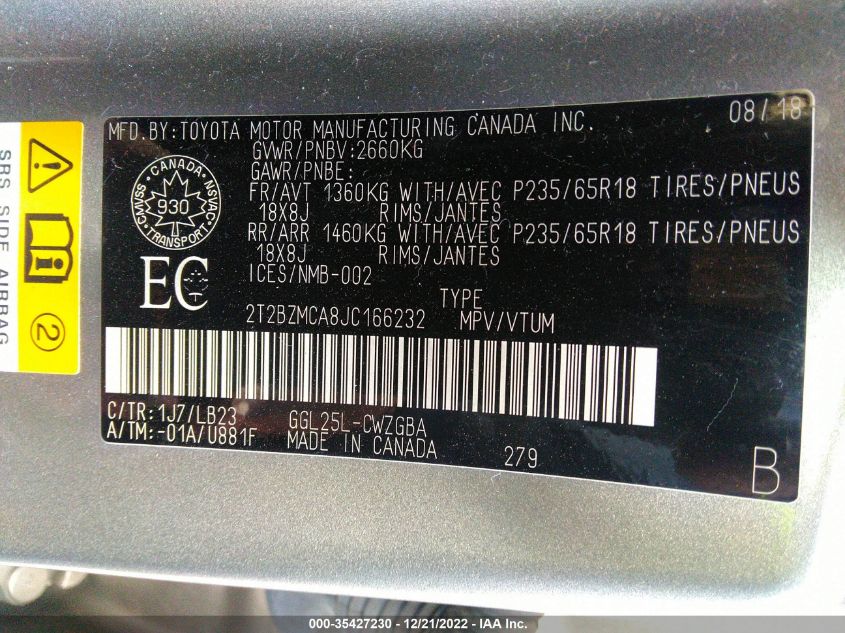 MFD.BY:TOYOTA MOTOR MANUFACTURING CANADA INC. 08/18
GVWR/PNBV:2660KG
GAWR/PNBE:
FR/AVT 1360KG WITH/AVEC P235/65R18 TIRES/PNEUS
18X8J RIMS/JANTES
RR/ARR 1460KG WITH/AVEC P235/65R18 TIRES/PNEUS
18X8J RIMS/JANTES
ICES/NMB-002
CANADA
CMVSS 930 NSVAC
TRANSPORT
EC
TYPE
2T2BZMCA8JC166232 MPV/VTUM
C/TR:1J7/LB23 GGL25L-CWZGBA
A/TM:-01A/U881F MADE IN CANADA 279
B
SRS SIDE AIRBAG
2
000-35427230 - 12/21/2022 - IAA Inc.